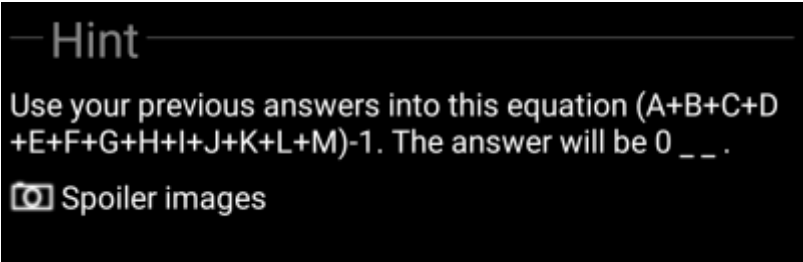 Hint
Use your previous answers into this equation (A+B+C+D
+E+F+G+H+I+J+K+L+M)-1. The answer will be 0 _ _ .
Spoiler images